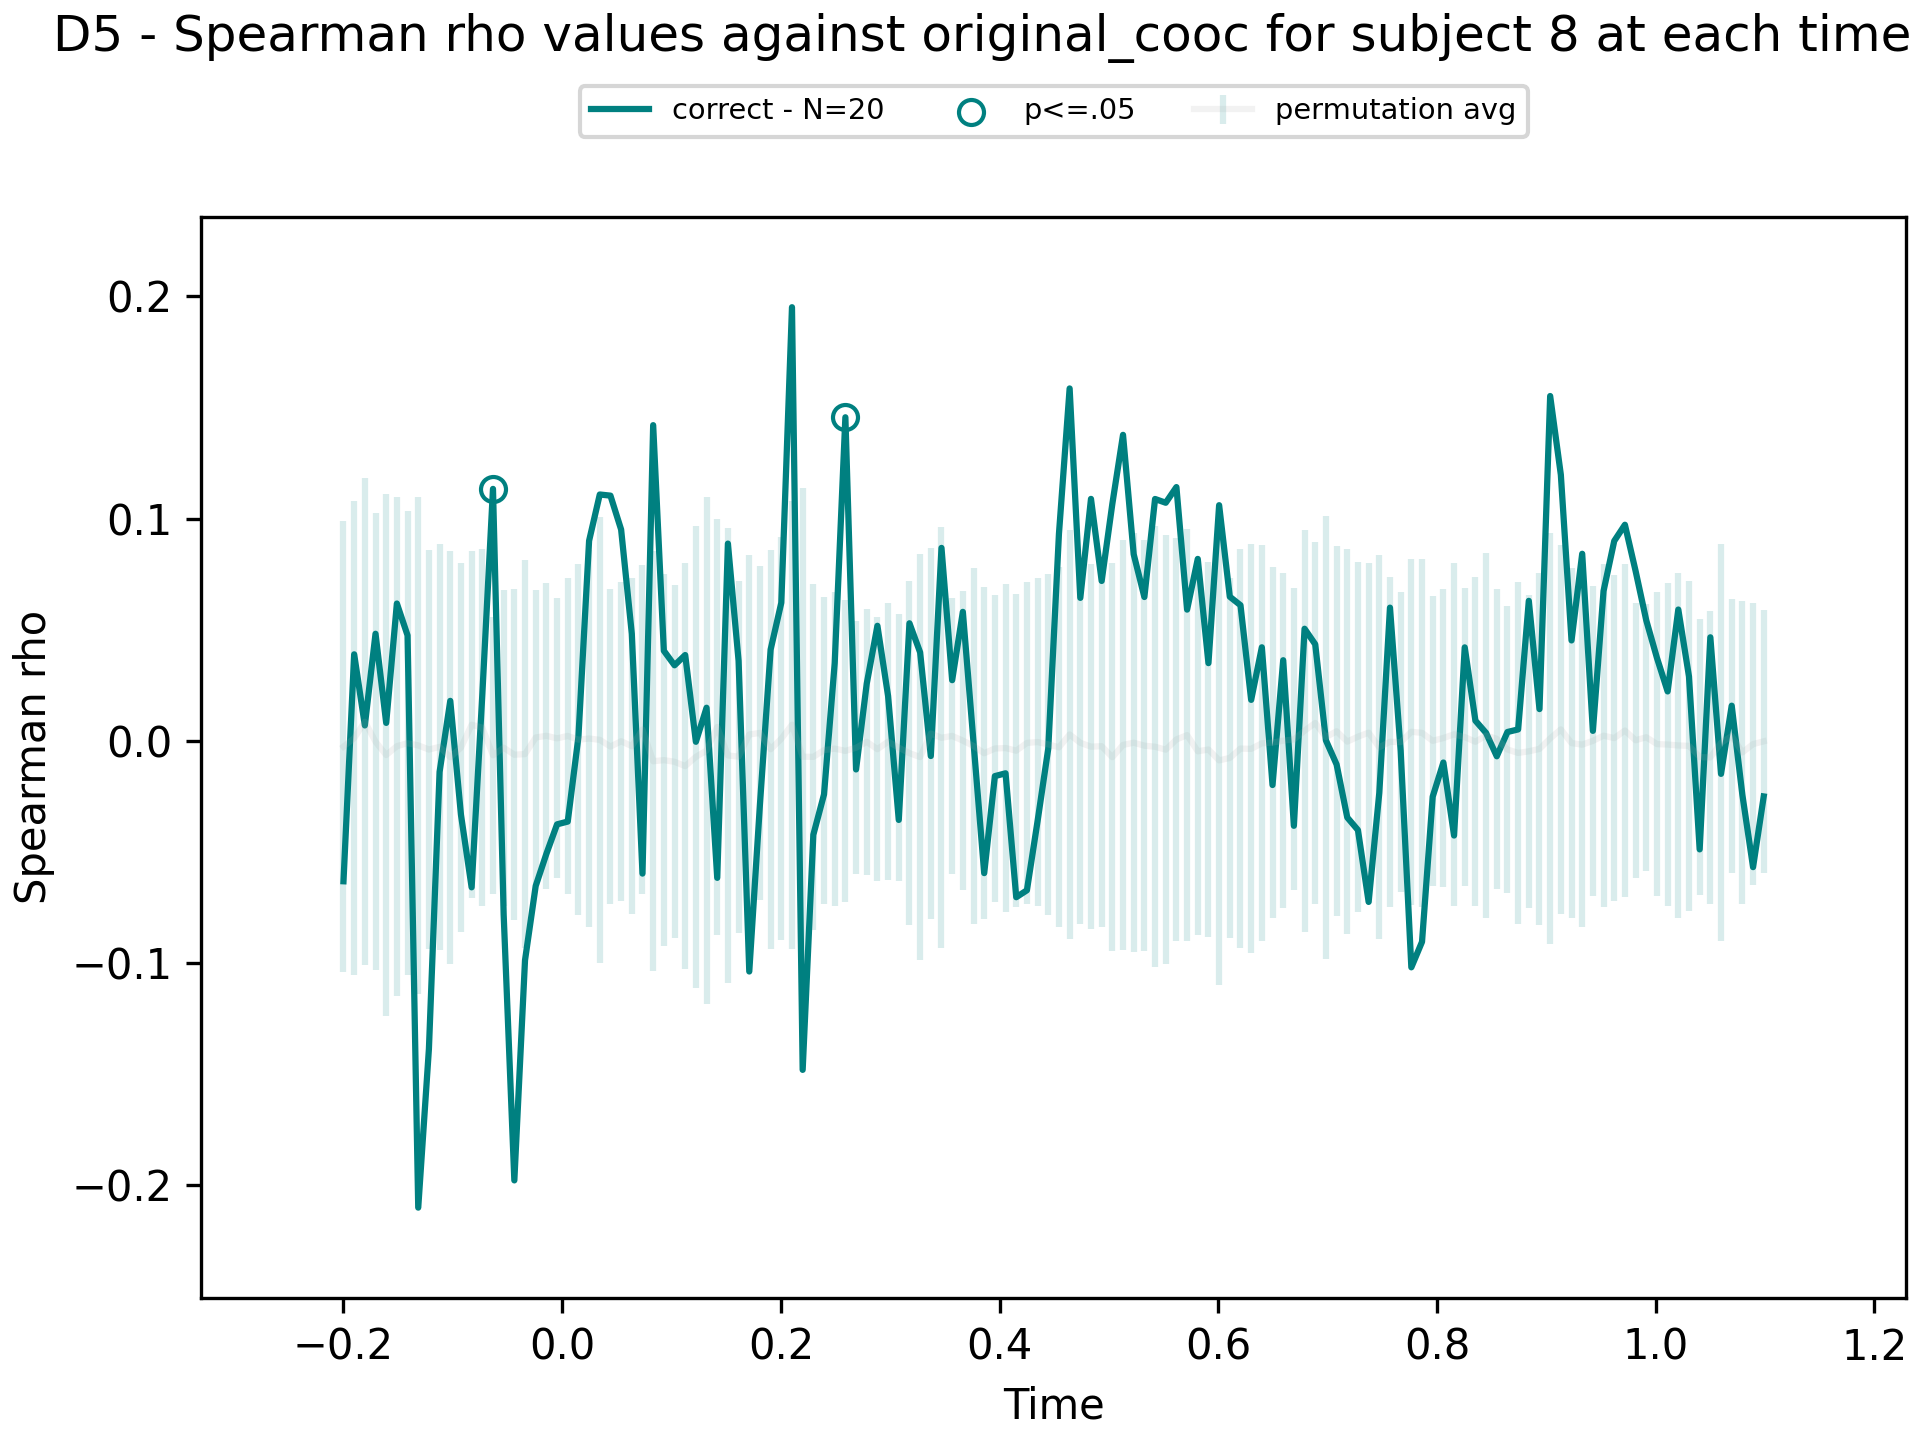 D5 - Spearman rho values against original_cooc for subject 8 at each time
correct - N=20 p<=.05 permutation avg
0.2
0.1
0.0
−0.1
−0.2
Spearman rho
−0.2 0.0 0.2 0.4 0.6 0.8 1.0 1.2
Time